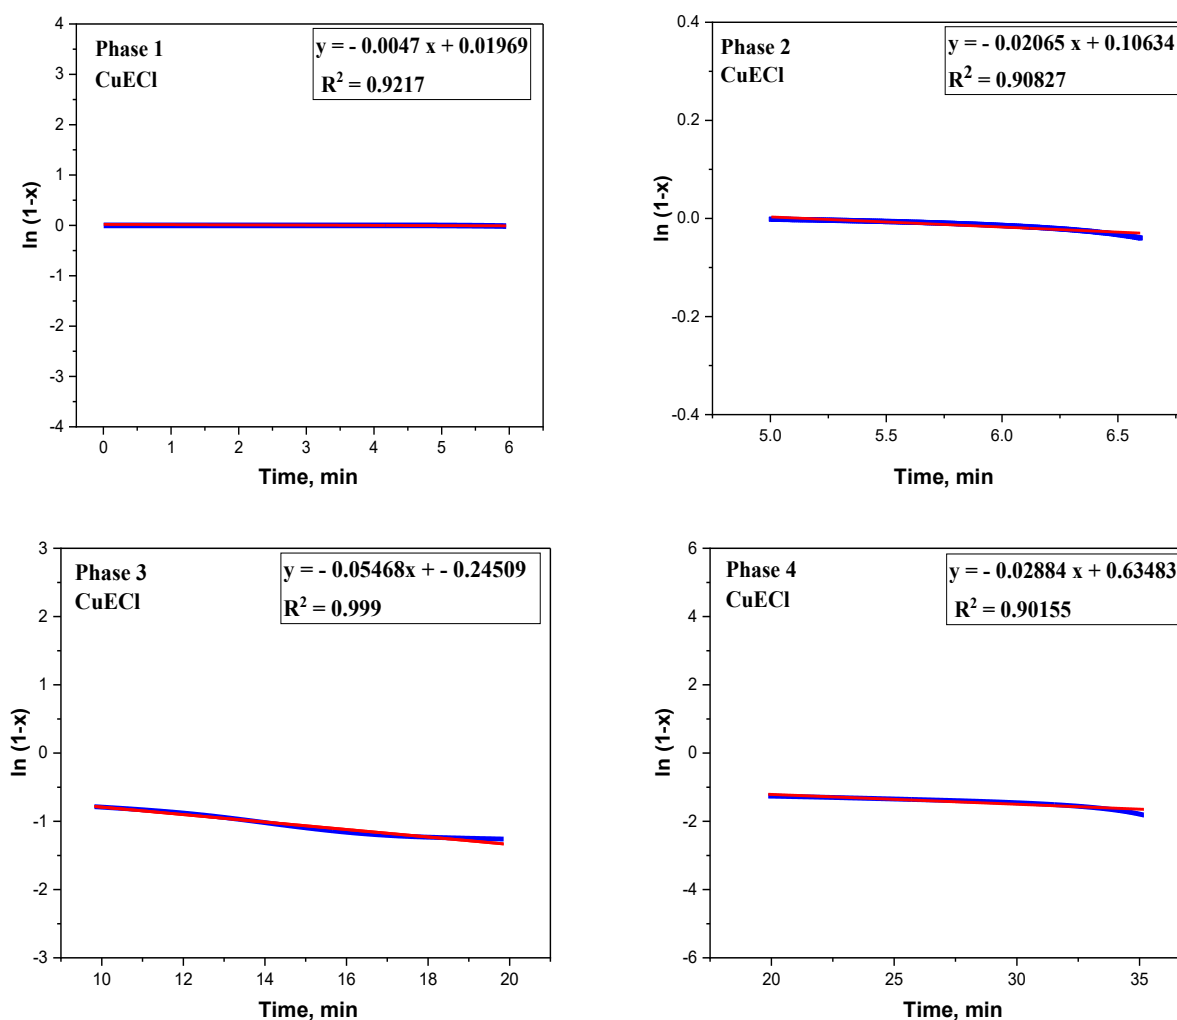 Phase 1
CuECl
y = - 0.0047 x + 0.01969
R² = 0.9217
4
3
2
1
0
-1
-2
-3
-4
ln (1-x)
0 1 2 3 4 5 6
Time, min
Phase 2
CuECl
y = - 0.02065 x + 0.10634
R² = 0.90827
0.4
0.2
0.0
-0.2
-0.4
ln (1-x)
5.0 5.5 6.0 6.5
Time, min
Phase 3
CuECl
y = - 0.05468x + - 0.24509
R² = 0.999
3
2
1
0
-1
-2
-3
ln (1-x)
10 12 14 16 18 20
Time, min
Phase 4
CuECl
y = - 0.02884 x + 0.63483
R² = 0.90155
6
4
2
0
-2
-4
-6
ln (1-x)
20 25 30 35
Time, min